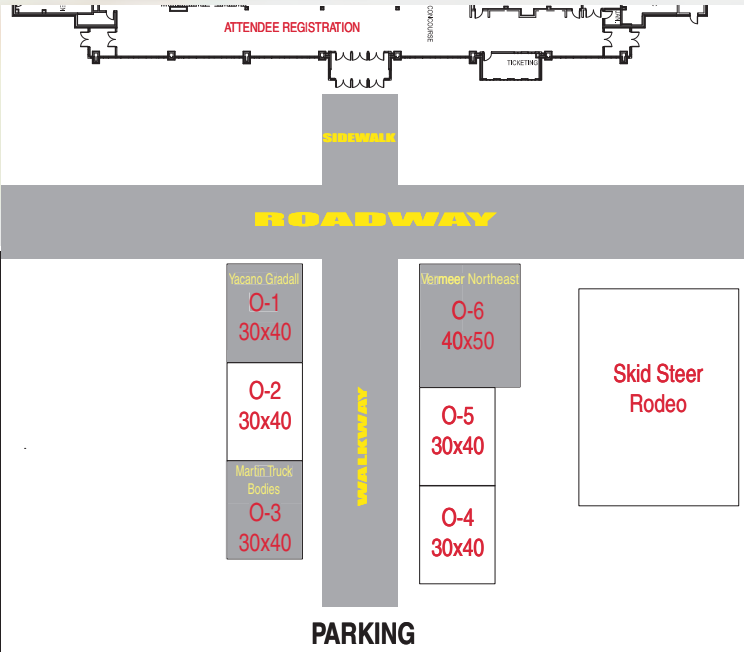 ATTENDEE REGISTRATION
CONCOURSE
TICKETING
SIDEWALK
ROADWAY
Yacano Gradall
O-1
30x40
Vermeer Northeast
O-6
40x50
O-2
30x40
Skid Steer
Rodeo
WALKWAY
O-5
30x40
Martin Truck
Bodies
O-3
30x40
O-4
30x40
PARKING